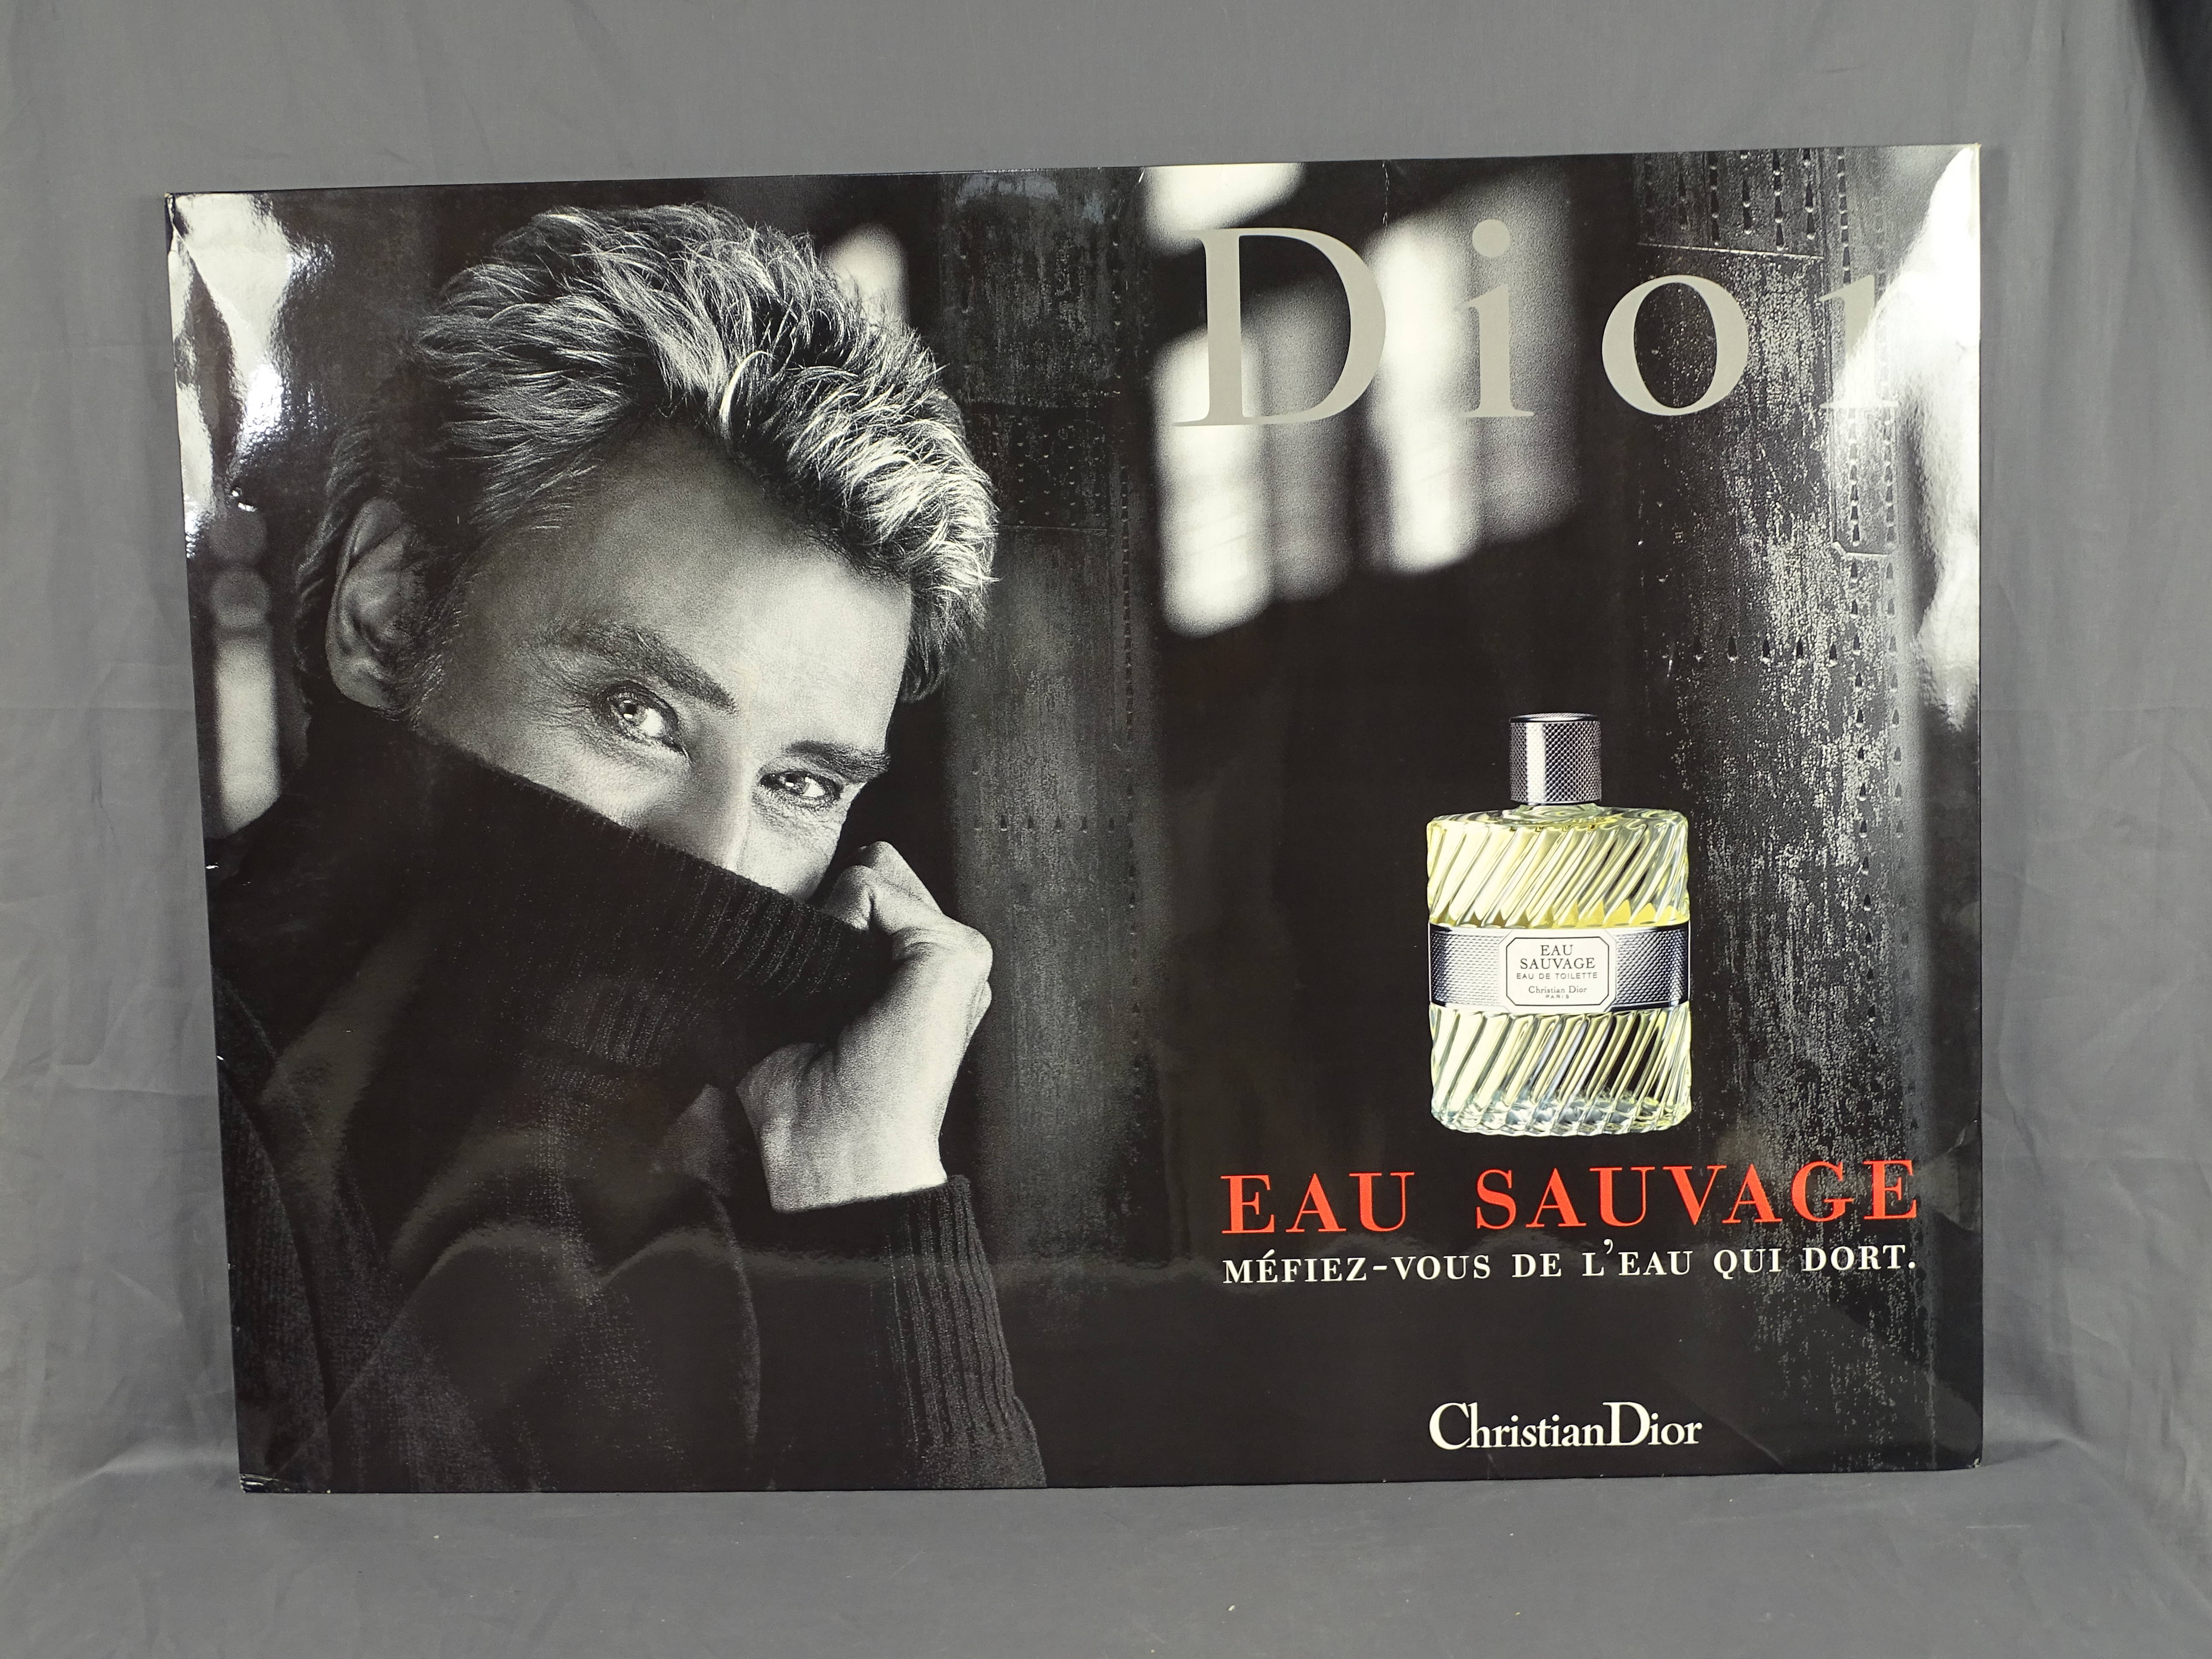 Dior
EAU
SAUVAGE
EAU DE TOILETTE
Christian Dior
PARIS
EAU SAUVAGE
MÉFIEZ-VOUS DE L'EAU QUI DORT.
ChristianDior